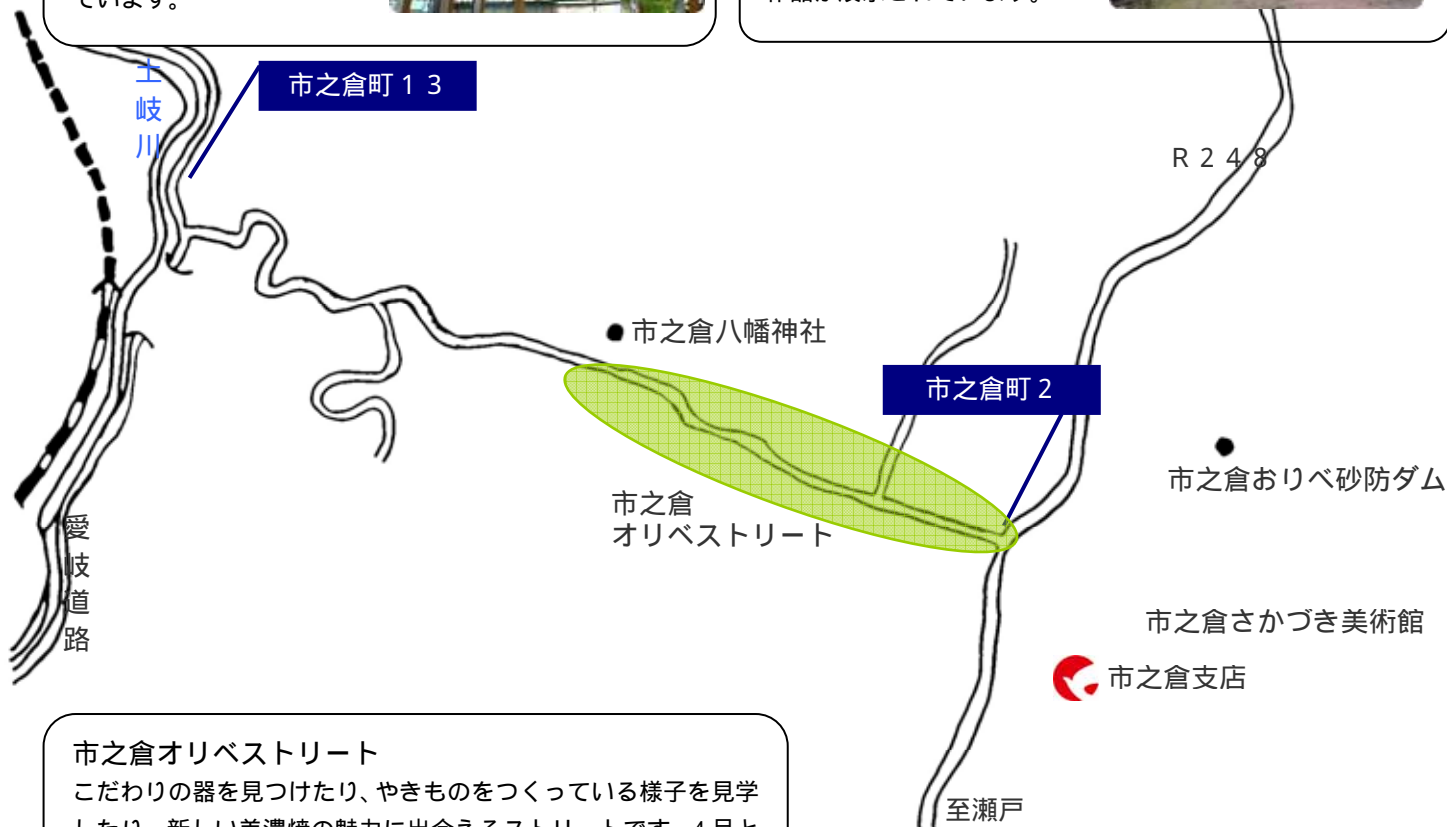 ています。
土岐川
市之倉町１３
Ｒ２４８
市之倉八幡神社
市之倉町２
市之倉おりべ砂防ダム
市之倉
オリベストリート
愛岐道路
市之倉さかづき美術館
市之倉支店
市之倉オリベストリート
こだわりの器を見つけたり、やきものをつくっている様子を見学
至瀬戸